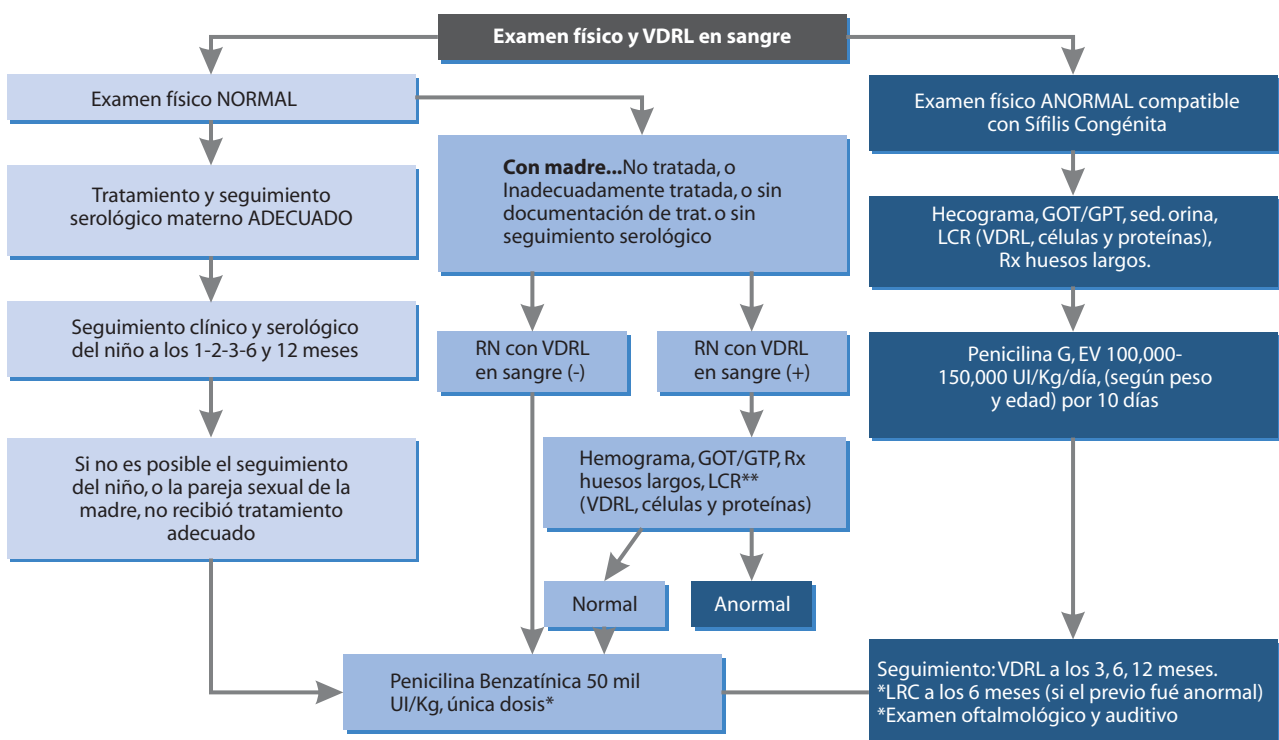 Examen físico y VDRL en sangre
Examen físico NORMAL
Tratamiento y seguimiento
serológico materno ADECUADO
Seguimiento clínico y serológico
del niño a los 1-2-3-6 y 12 meses
Si no es posible el seguimiento
del niño, o la pareja sexual de la
madre, no recibió tratamiento
adecuado
Con madre...No tratada, o
Inadecuadamente tratada, o sin
documentación de trat. o sin
seguimiento serológico
RN con VDRL
en sangre (-)
RN con VDRL
en sangre (+)
Hemograma, GOT/GTP, Rx
huesos largos, LCR**
(VDRL, células y proteínas)
Normal
Anormal
Penicilina Benzatínica 50 mil
UI/Kg, única dosis*
Examen físico ANORMAL compatible
con Sífilis Congénita
Hecograma, GOT/GPT, sed. orina,
LCR (VDRL, células y proteínas),
Rx huesos largos.
Penicilina G, EV 100,000-
150,000 UI/Kg/día, (según peso
y edad) por 10 días
Seguimiento: VDRL a los 3, 6, 12 meses.
*LRC a los 6 meses (si el previo fué anormal)
*Examen oftalmológico y auditivo